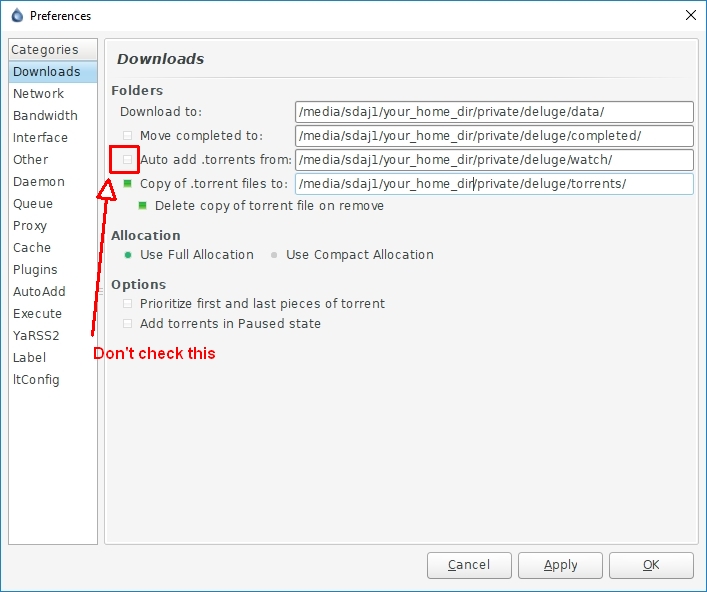 Preferences
Categories
Downloads
Network
Bandwidth
Interface
Other
Daemon
Queue
Proxy
Cache
Plugins
AutoAdd
Execute
YaRSS2
Label
ltConfig
Downloads
Folders
Download to: /media/sdaj1/your_home_dir/private/deluge/data/
Move completed to: /media/sdaj1/your_home_dir/private/deluge/completed/
Auto add .torrents from: /media/sdaj1/your_home_dir/private/deluge/watch/
Copy of .torrent files to: /media/sdaj1/your_home_dir/private/deluge/torrents/
Delete copy of torrent file on remove
Allocation
Use Full Allocation Use Compact Allocation
Options
Prioritize first and last pieces of torrent
Add torrents in Paused state
Don't check this
Cancel Apply OK